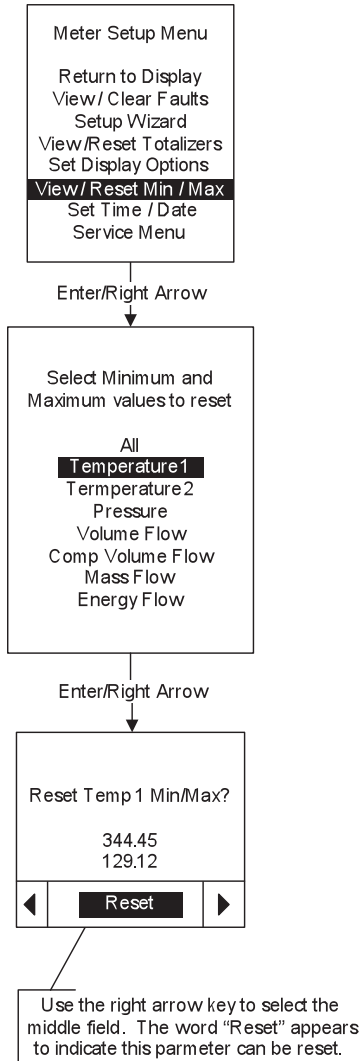 Meter Setup Menu
Return to Display
View / Clear Faults
Setup Wizard
View/Reset Totalizers
Set Display Options
View / Reset Min / Max
Set Time / Date
Service Menu
Enter/Right Arrow
Select Minimum and
Maximum values to reset
All
Temperature1
Termperature2
Pressure
Volume Flow
Comp Volume Flow
Mass Flow
Energy Flow
Enter/Right Arrow
Reset Temp 1 Min/Max?
344.45
129.12
Reset
Use the right arrow key to select the
middle field. The word “Reset” appears
to indicate this parmeter can be reset.